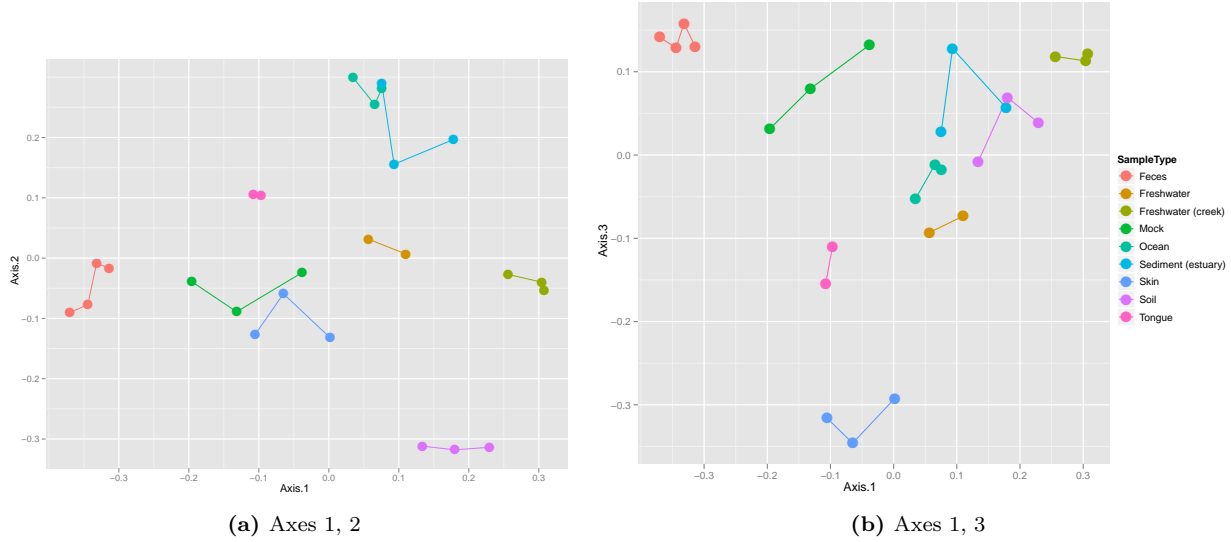 0.2
0.1
0.0
−0.1
−0.2
−0.3
Axis.2
−0.3 −0.2 −0.1 0.0 0.1 0.2 0.3
Axis.1
(a) Axes 1, 2
0.1
0.0
−0.1
−0.2
−0.3
Axis.3
−0.3 −0.2 −0.1 0.0 0.1 0.2 0.3
Axis.1
(b) Axes 1, 3
SampleType
Feces
Freshwater
Freshwater (creek)
Mock
Ocean
Sediment (estuary)
Skin
Soil
Tongue